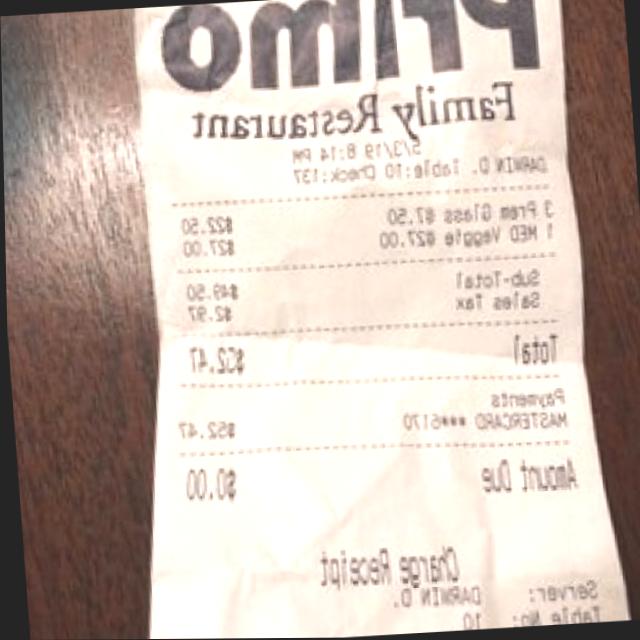 Primo
Family Restaurant
5/3/19 8:14 PM
DARWIN D. Table:10 Check:137
3 Prem Glass @7.50 $22.50
1 MED Veggie @27.00 $27.00
Sub-Total $49.50
Sales Tax $2.97
Total $52.47
Payments
MASTERCARD ***6170 $52.47
Amount Due $0.00
Charge Receipt
Server: DARWIN D.
Table No: 10